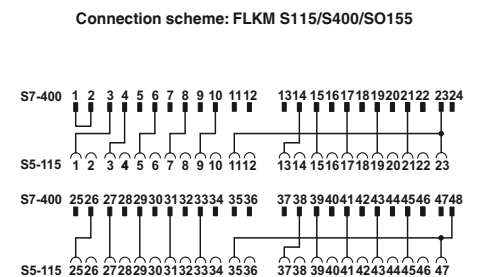 Connection scheme: FLKM S115/S400/SO155
S7-400 1 2 3 4 5 6 7 8 9 10 11 12 13 14 15 16 17 18 19 20 21 22 23 24
S5-115 1 2 3 4 5 6 7 8 9 10 11 12 13 14 15 16 17 18 19 20 21 22 23
S7-400 25 26 27 28 29 30 31 32 33 34 35 36 37 38 39 40 41 42 43 44 45 46 47 48
S5-115 25 26 27 28 29 30 31 32 33 34 35 36 37 38 39 40 41 42 43 44 45 46 47